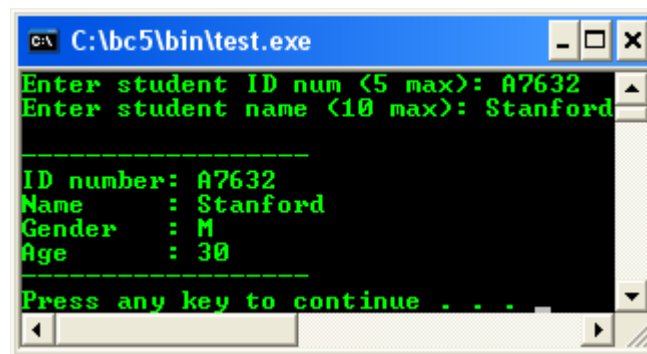 C:\bc5\bin\test.exe
Enter student ID num (5 max): A7632
Enter student name (10 max): Stanford
-------------------
ID number: A7632
Name     : Stanford
Gender   : M
Age      : 30
-------------------
Press any key to continue . . . _